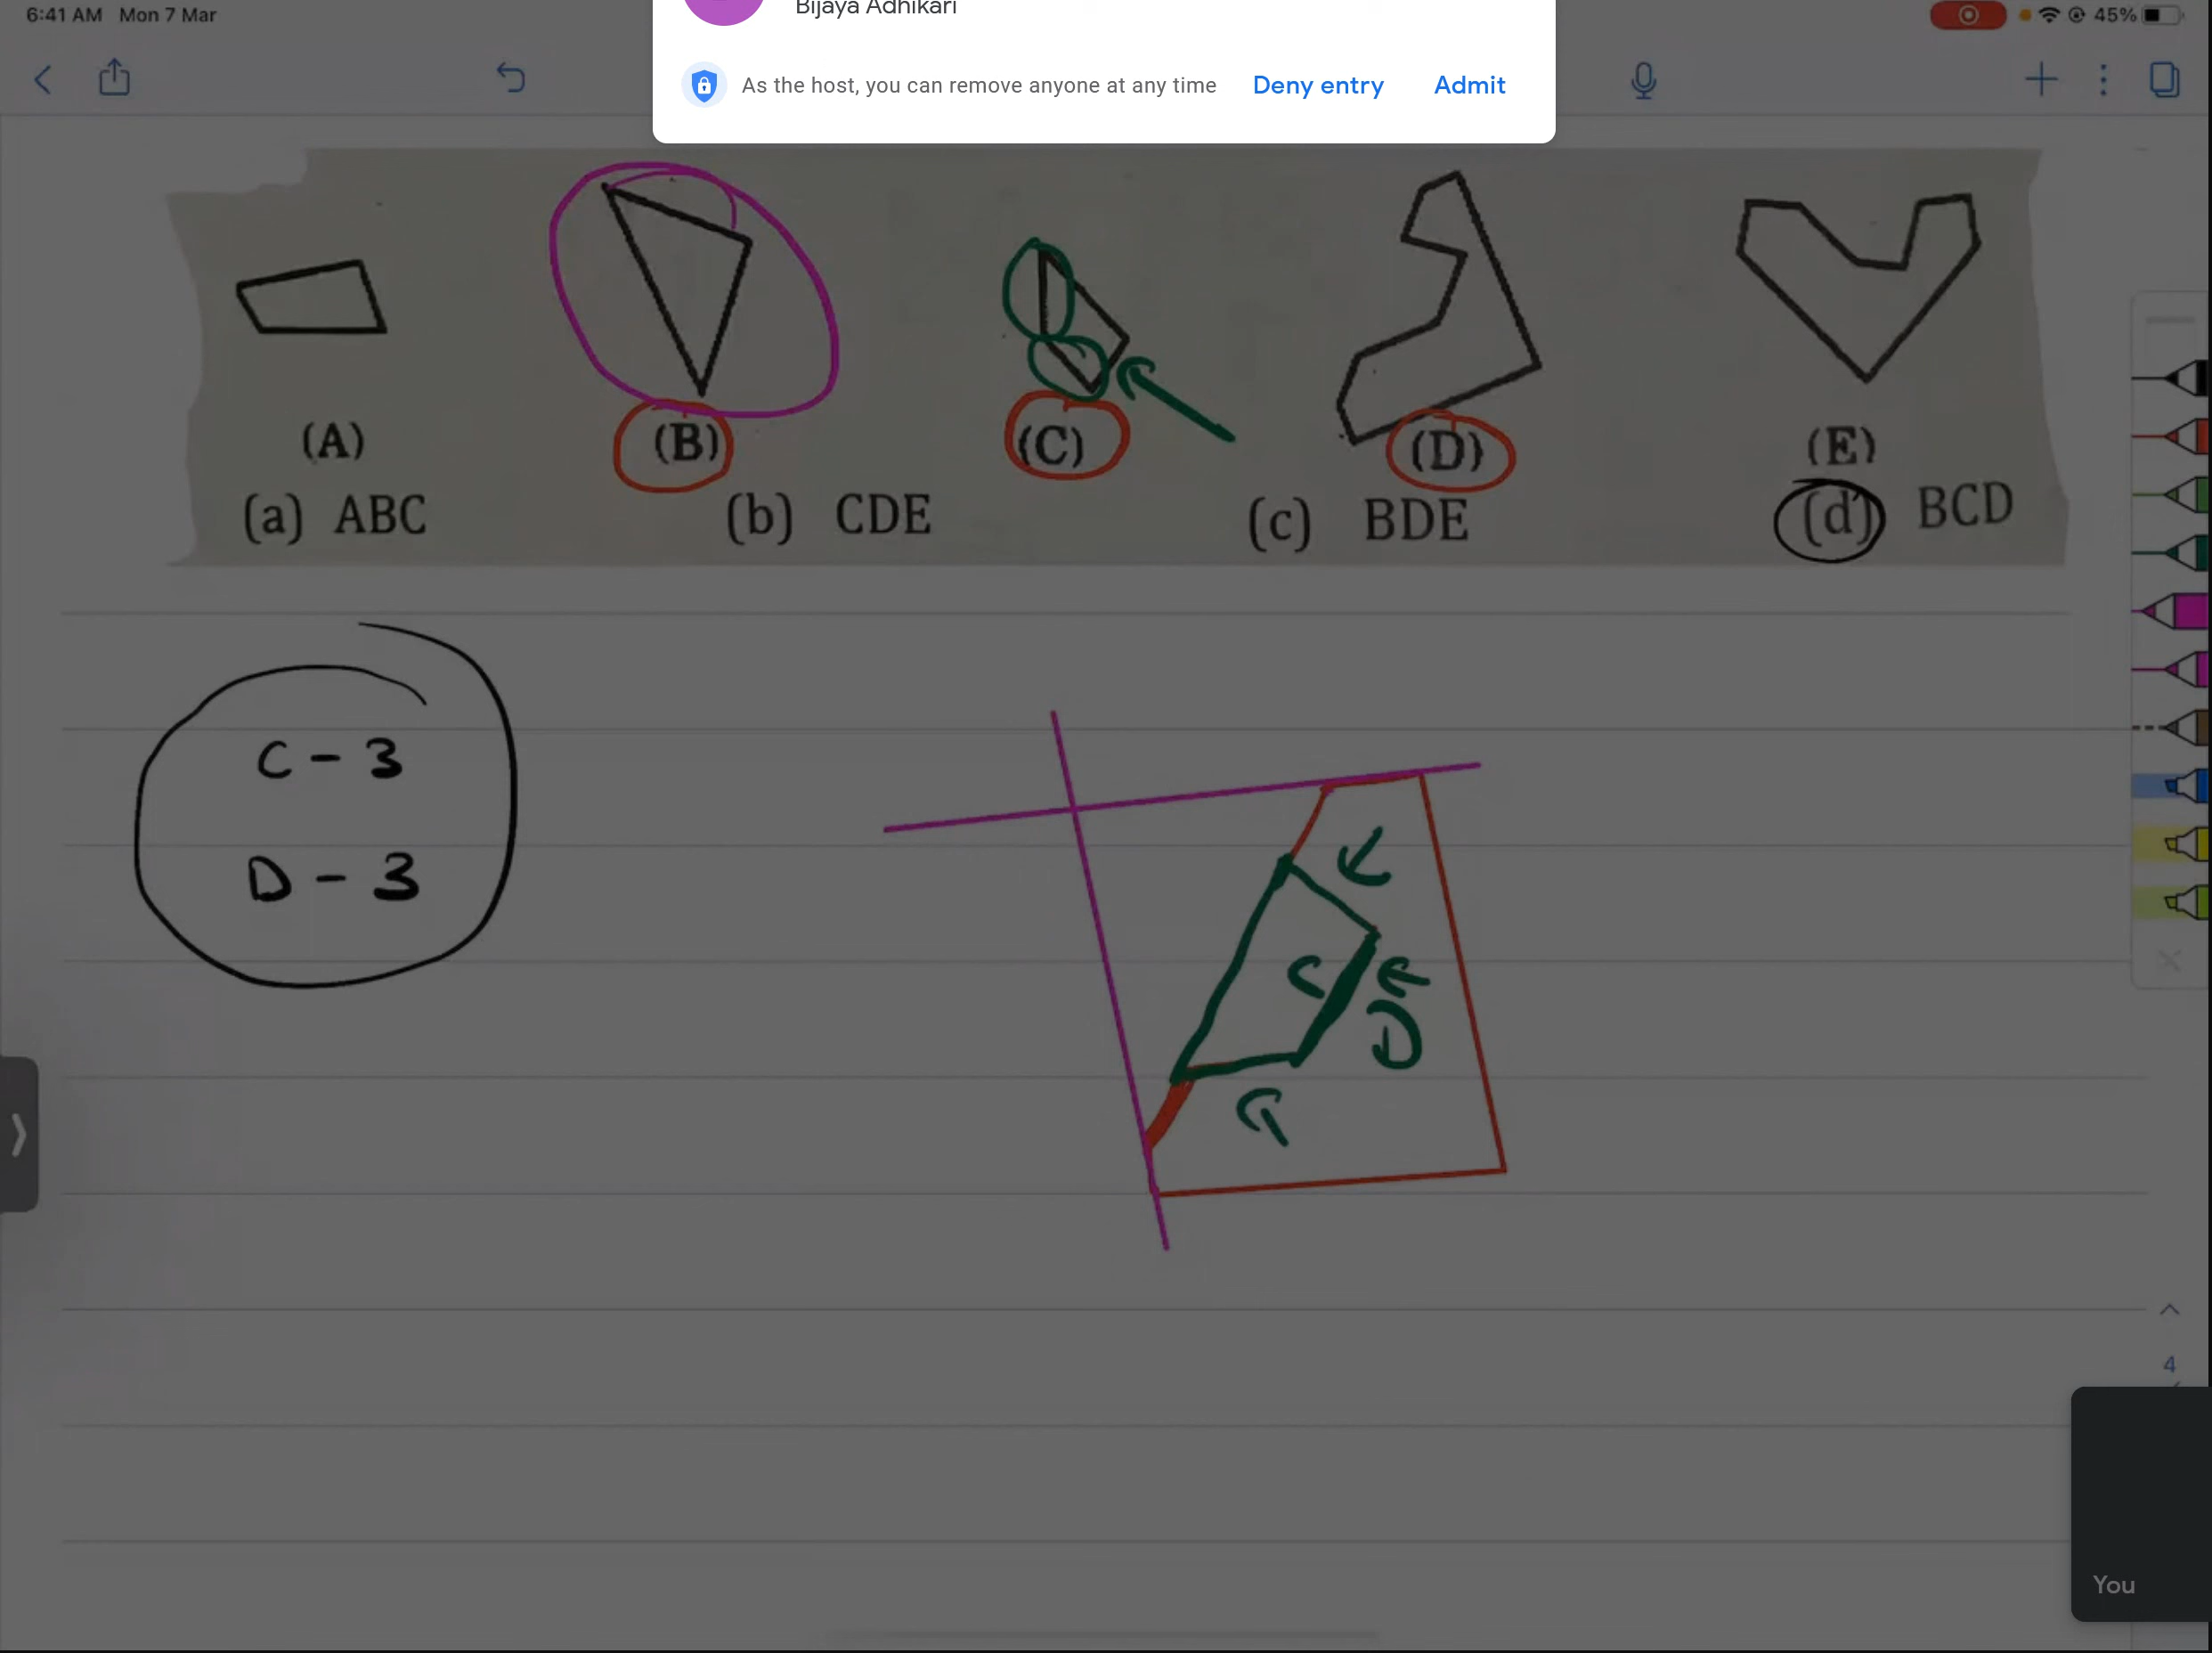 6:41 AM Mon 7 Mar
45%
Bijaya Adhikari
As the host, you can remove anyone at any time Deny entry Admit
(A) (B) (C) (D) (E)
(a) ABC (b) CDE (c) BDE (d) BCD
C - 3
D - 3
C
D
4
You